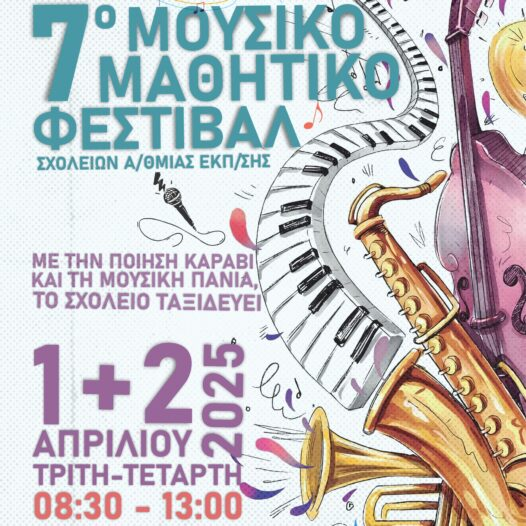 7ο ΜΟΥΣΙΚΟ
ΜΑΘΗΤΙΚΟ
ΦΕΣΤΙΒΑΛ
ΣΧΟΛΕΙΩΝ Α/ΘΜΙΑΣ ΕΚΠ/ΣΗΣ
ΜΕ ΤΗΝ ΠΟΙΗΣΗ ΚΑΡΑΒΙ
ΚΑΙ ΤΗ ΜΟΥΣΙΚΗ ΠΑΝΙΑ,
ΤΟ ΣΧΟΛΕΙΟ ΤΑΞΙΔΕΥΕΙ
1+2 2025
ΑΠΡΙΛΙΟΥ
ΤΡΙΤΗ-ΤΕΤΑΡΤΗ
08:30 - 13:00